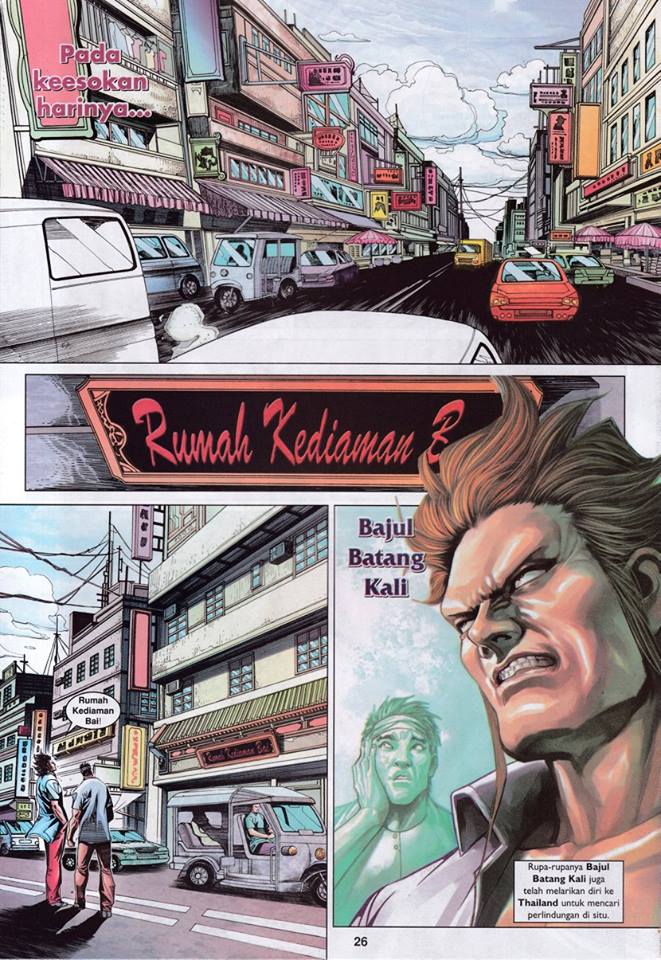 Pada
keesokan
harinya...
Rumah Kediaman B
Bajul
Batang
Kali
Rumah
Kediaman
Bai!
Rumah Kediaman Bai
Rupa-rupanya Bajul
Batang Kali juga
telah melarikan diri ke
Thailand untuk mencari
perlindungan di situ.
26